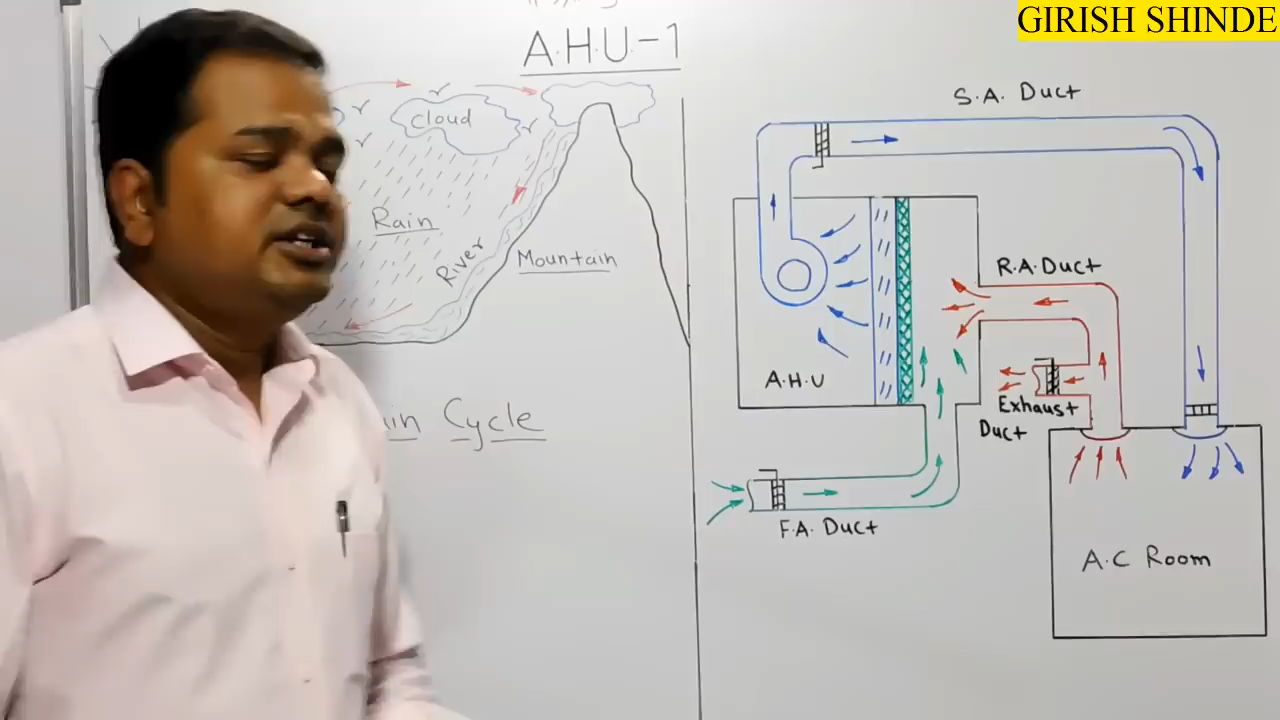 GIRISH SHINDE
A.H.U-1
Cloud
Rain
River
Mountain
Cycle
S.A. Duct
R.A. Duct
A.H.U
Exhaust
Duct
F.A. Duct
A.C Room